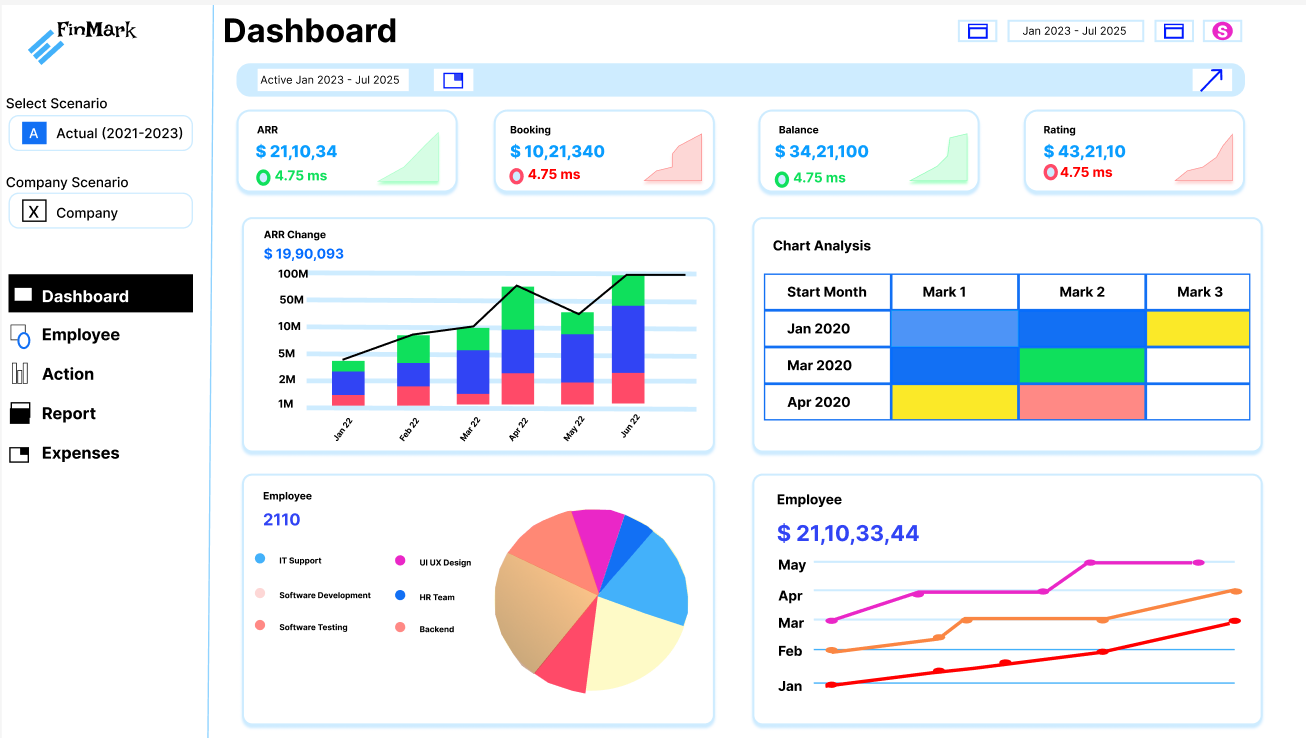 FinMark
Dashboard
Jan 2023 - Jul 2025
S
Active Jan 2023 - Jul 2025
Select Scenario
A Actual (2021-2023)
Company Scenario
X Company
Dashboard
Employee
Action
Report
Expenses
ARR
$ 21,10,34
4.75 ms
Booking
$ 10,21,340
4.75 ms
Balance
$ 34,21,100
4.75 ms
Rating
$ 43,21,10
4.75 ms
ARR Change
$ 19,90,093
100M
50M
10M
5M
2M
1M
Jan 22 Feb 22 Mar 22 Apr 22 May 22 Jun 22
Chart Analysis
Start Month Mark 1 Mark 2 Mark 3
Jan 2020
Mar 2020
Apr 2020
Employee
2110
IT Support UI UX Design
Software Development HR Team
Software Testing Backend
Employee
$ 21,10,33,44
May
Apr
Mar
Feb
Jan